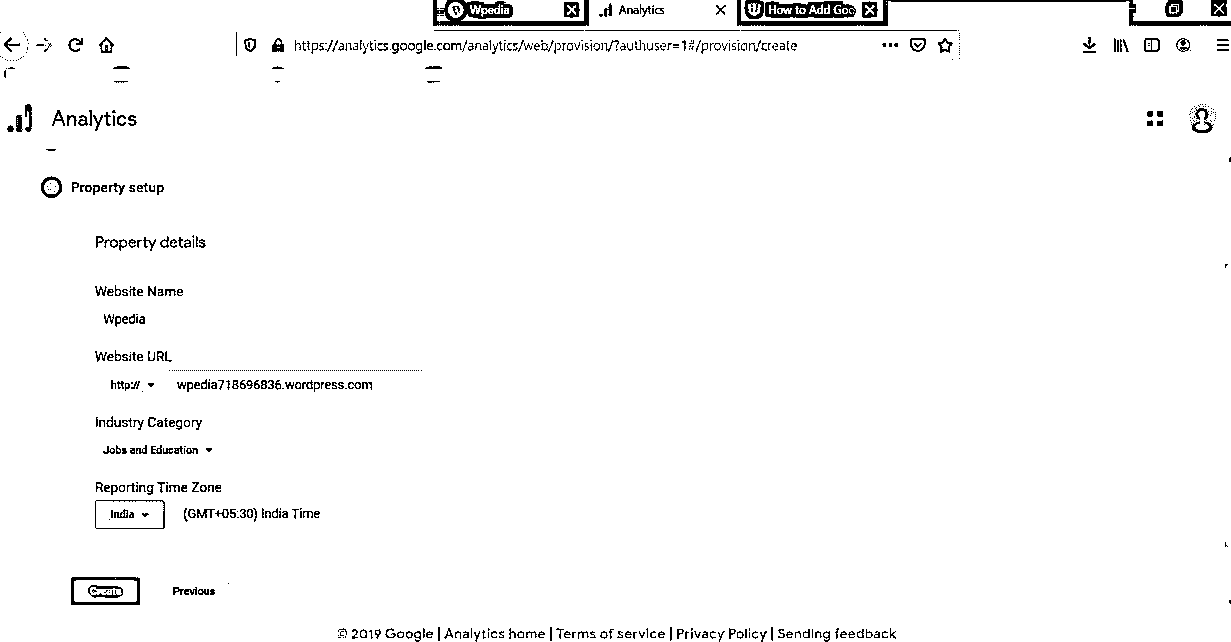 Wpedia
Analytics
How to Add Goo
https://analytics.google.com/analytics/web/provision/?authuser=1#/provision/create
Analytics
Property setup
Property details
Website Name
Wpedia
Website URL
http:// wpedia718696836.wordpress.com
Industry Category
Jobs and Education
Reporting Time Zone
India (GMT+05:30) India Time
Create Previous
© 2019 Google | Analytics home | Terms of service | Privacy Policy | Sending feedback